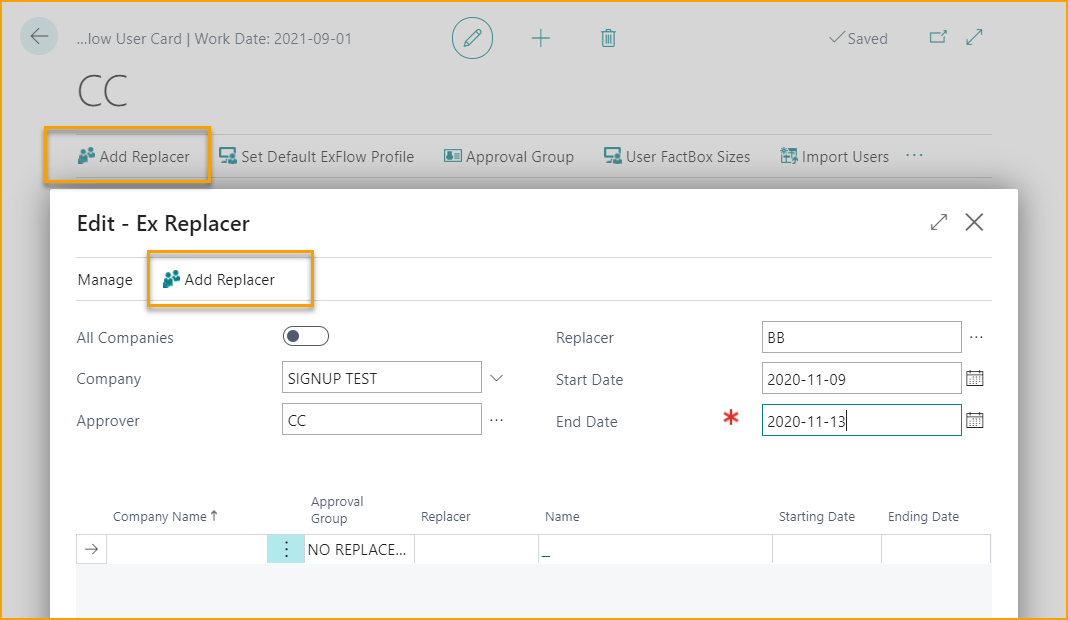 ...low User Card | Work Date: 2021-09-01
Saved
CC
Add Replacer Set Default ExFlow Profile Approval Group User FactBox Sizes Import Users ...
Edit - Ex Replacer
Manage Add Replacer
All Companies Replacer BB ...
Company SIGNUP TEST Start Date 2020-11-09
Approver CC ... End Date * 2020-11-13
Company Name ↑ Approval Group Replacer Name Starting Date Ending Date
→ ⋮ NO REPLACE... _